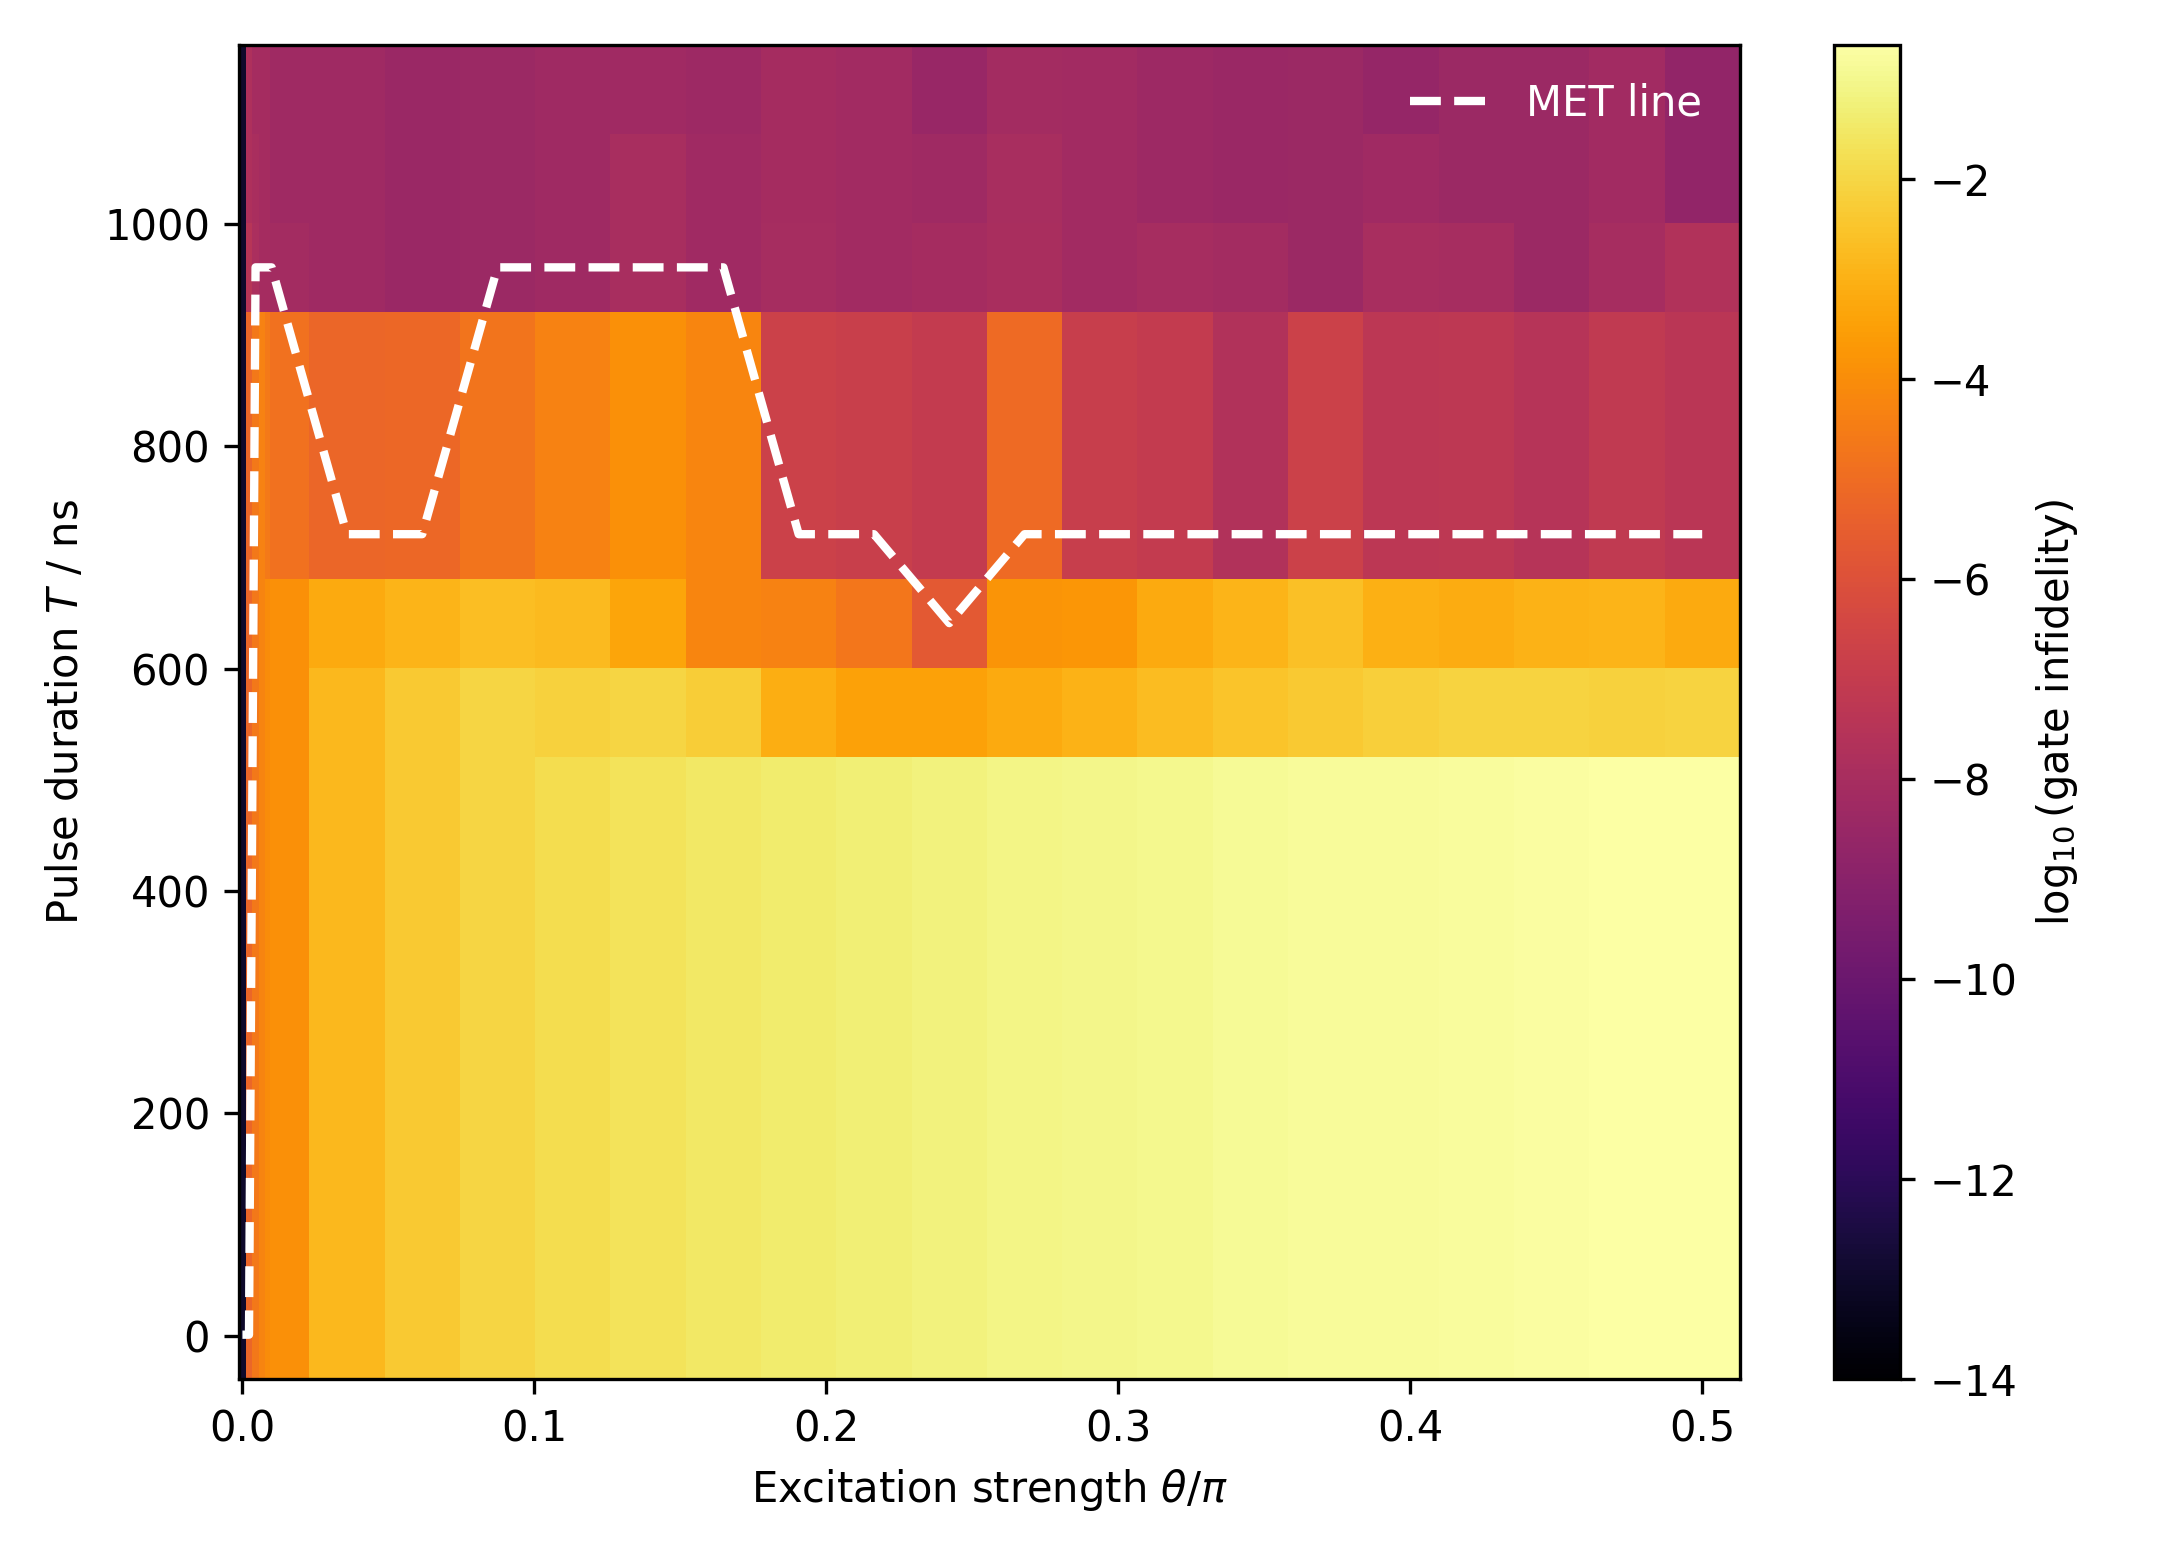 MET line
1000
800
600
400
200
0
Pulse duration T / ns
0.0 0.1 0.2 0.3 0.4 0.5
Excitation strength θ/π
−2
−4
−6
−8
−10
−12
−14
log₁₀ (gate infidelity)